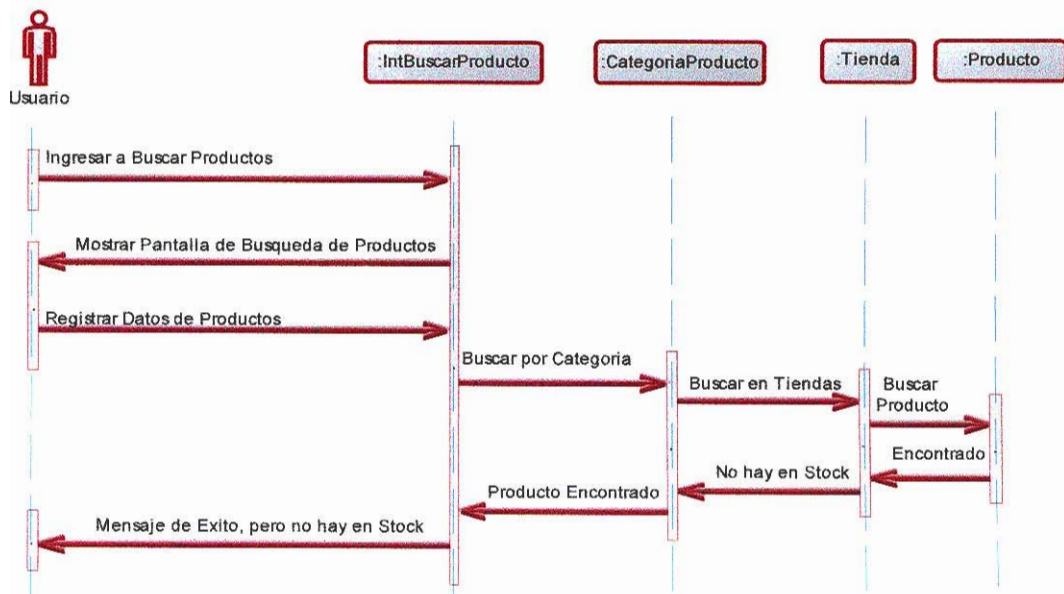 Usuario
:IntBuscarProducto
:CategoriaProducto
:Tienda
:Producto
Ingresar a Buscar Productos
Mostrar Pantalla de Busqueda de Productos
Registrar Datos de Productos
Buscar por Categoria
Buscar en Tiendas
Buscar
Producto
Encontrado
No hay en Stock
Producto Encontrado
Mensaje de Exito, pero no hay en Stock